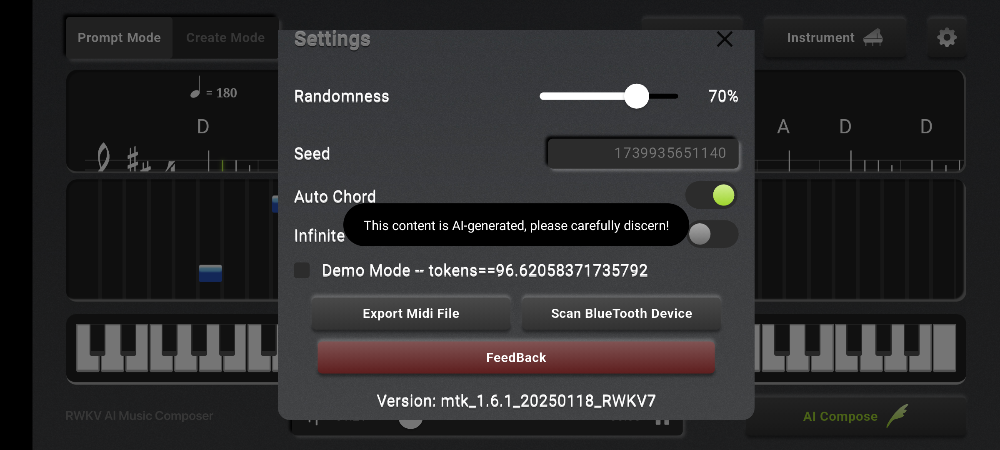 Prompt Mode
Create Mode
Instrument
Settings
= 180
D
Randomness
70%
A
D
D
Seed
1739935651140
Auto Chord
This content is AI-generated, please carefully discern!
Infinite
Demo Mode -- tokens==96.62058371735792
Export Midi File
Scan BlueTooth Device
FeedBack
Version: mtk_1.6.1_20250118_RWKV7
RWKV AI Music Composer
AI Compose